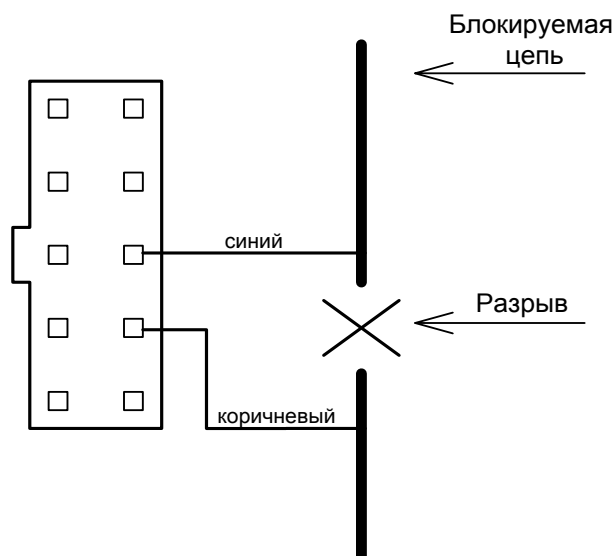 Блокируемая
цепь
синий
Разрыв
коричневый